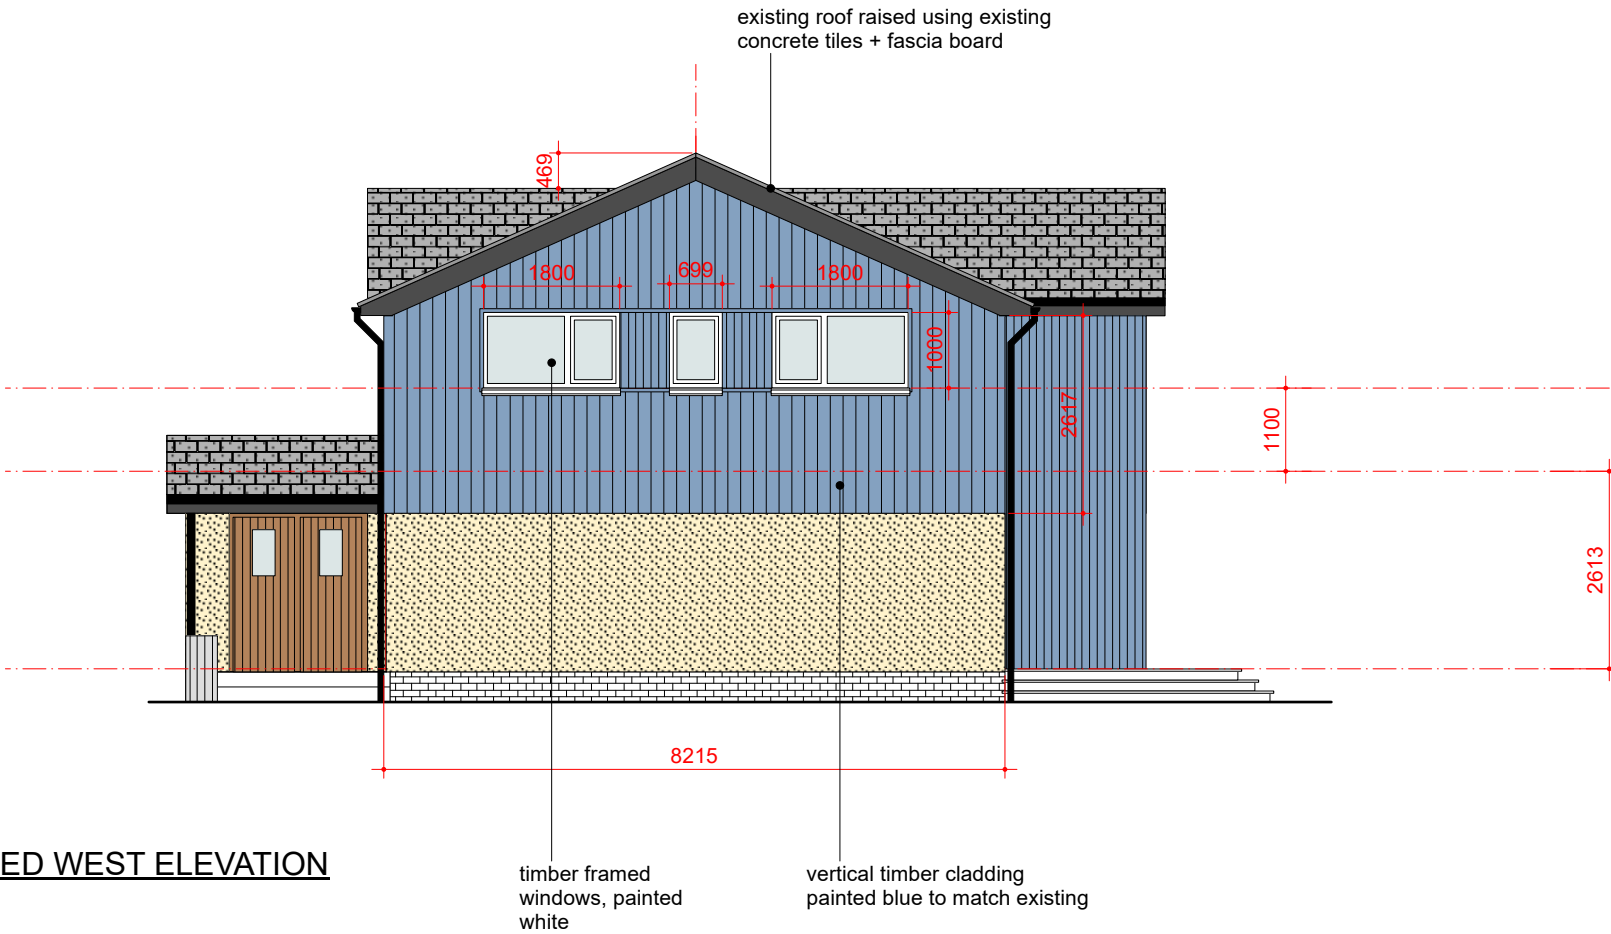 existing roof raised using existing
concrete tiles + fascia board
469
1800
699
1800
1000
2617
1100
2613
8215
ED WEST ELEVATION
timber framed
windows, painted
white
vertical timber cladding
painted blue to match existing